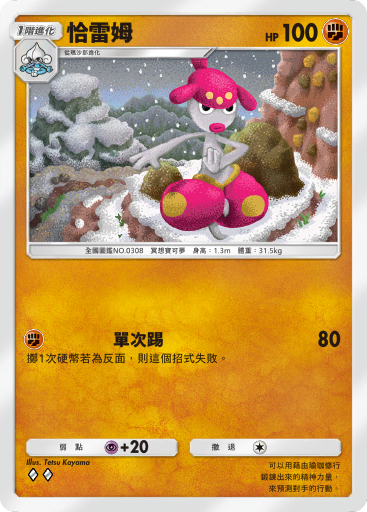 1階進化
恰雷姆
HP 100
從瑪沙那進化
全國圖鑑NO.0308 冥想寶可夢 身高:1.3m 體重:31.5kg
單次踢 80
擲1次硬幣若為反面,則這個招式失敗。
弱點 +20 撤退
Illus. Tetsu Kayama
可以用藉由瑜珈修行
鍛鍊出來的精神力量,
來預測對手的行動。